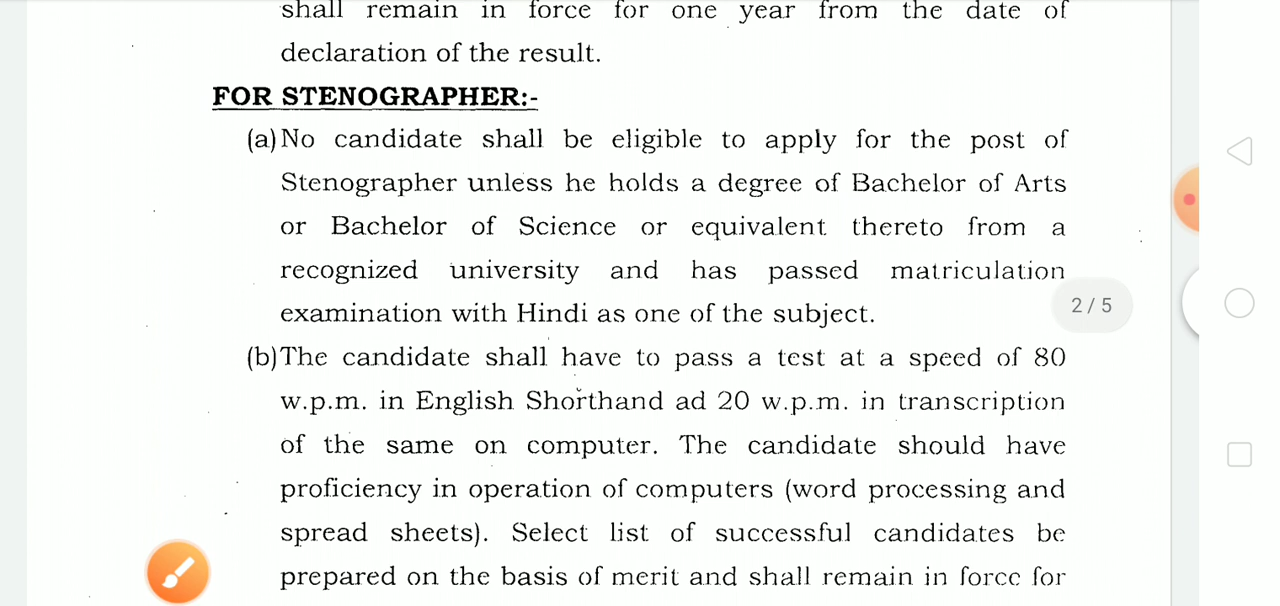 shall remain in force for one year from the date of
declaration of the result.
FOR STENOGRAPHER:-
(a) No candidate shall be eligible to apply for the post of
Stenographer unless he holds a degree of Bachelor of Arts
or Bachelor of Science or equivalent thereto from a
recognized university and has passed matriculation
examination with Hindi as one of the subject.
2/5
(b) The candidate shall have to pass a test at a speed of 80
w.p.m. in English Shorthand ad 20 w.p.m. in transcription
of the same on computer. The candidate should have
proficiency in operation of computers (word processing and
spread sheets). Select list of successful candidates be
prepared on the basis of merit and shall remain in force for